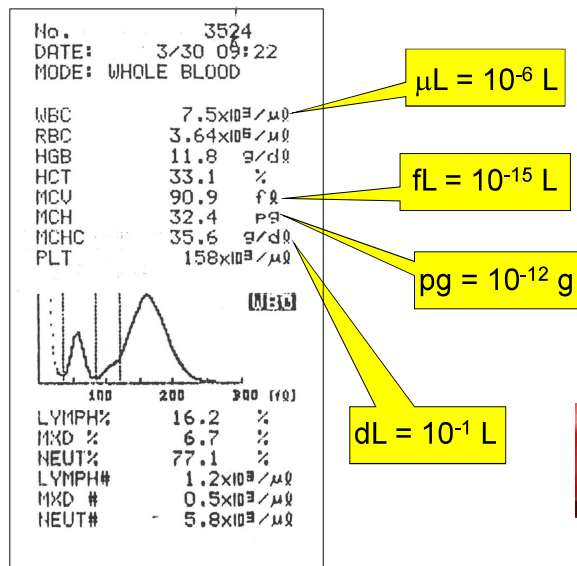 No. 3524
DATE: 3/30 09:22
MODE: WHOLE BLOOD
WBC 7.5x10³/µl
RBC 3.64x10⁶/µl
HGB 11.8 g/dl
HCT 33.1 %
MCV 90.9 fl
MCH 32.4 pg
MCHC 35.6 g/dl
PLT 158x10³/µl
WBC
100 200 300 [fl]
LYMPH% 16.2 %
MXD % 6.7 %
NEUT% 77.1 %
LYMPH# 1.2x10³/µl
MXD # 0.5x10³/µl
NEUT# - 5.8x10³/µl
µL = 10⁻⁶ L
fL = 10⁻¹⁵ L
pg = 10⁻¹² g
dL = 10⁻¹ L